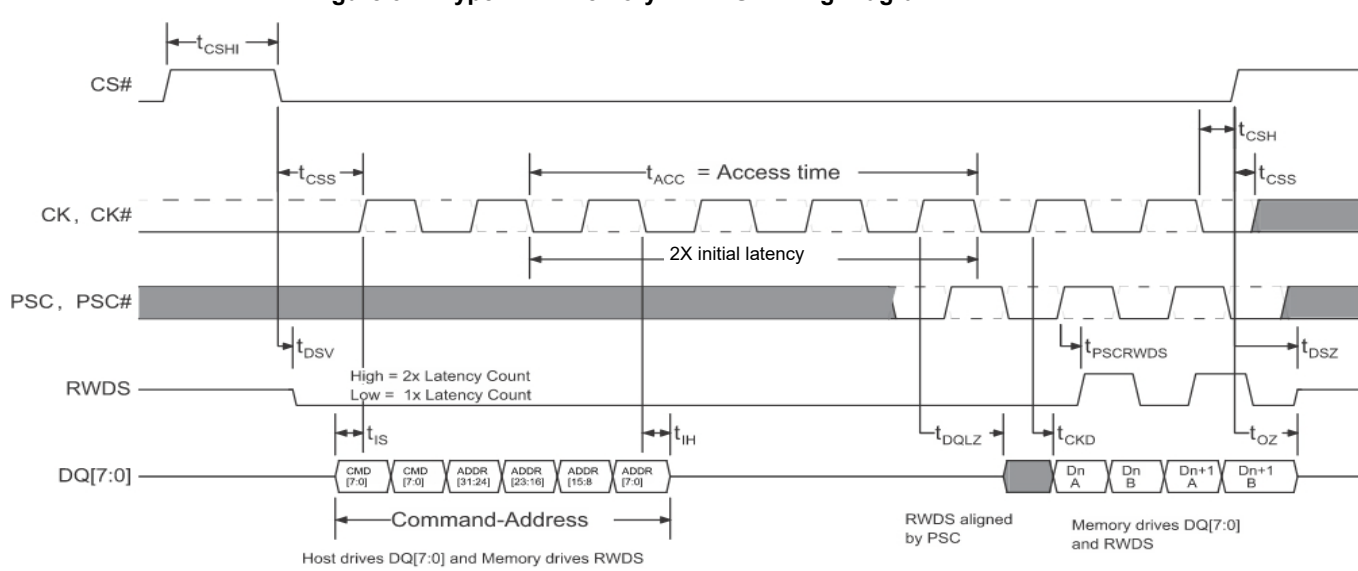 tCSHI
CS#
tCSH
tCSS
tACC = Access time
tCSS
CK, CK#
2X initial latency
PSC, PSC#
tDSV
tPSCRWDS
tDSZ
High = 2x Latency Count
RWDS
Low = 1x Latency Count
tIS
tIH
tDQLZ
tCKD
tOZ
DQ[7:0]
CMD
[7:0]
CMD
[7:0]
ADDR
[31:24]
ADDR
[23:16]
ADDR
[15:8
ADDR
[7:0]
Dn
A
Dn
B
Dn+1
A
Dn+1
B
Command-Address
RWDS aligned
by PSC
Memory drives DQ[7:0]
and RWDS
Host drives DQ[7:0] and Memory drives RWDS